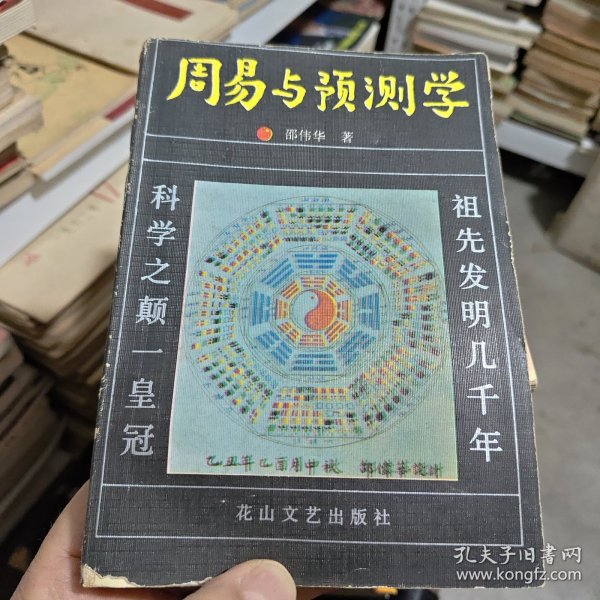 周易与预测学
邵伟华 著
祖先发明几千年
科学之颠一皇冠
乙丑年乙酉月中秋 邵伟华设计
花山文艺出版社
孔夫子旧书网
www.kongfz.com